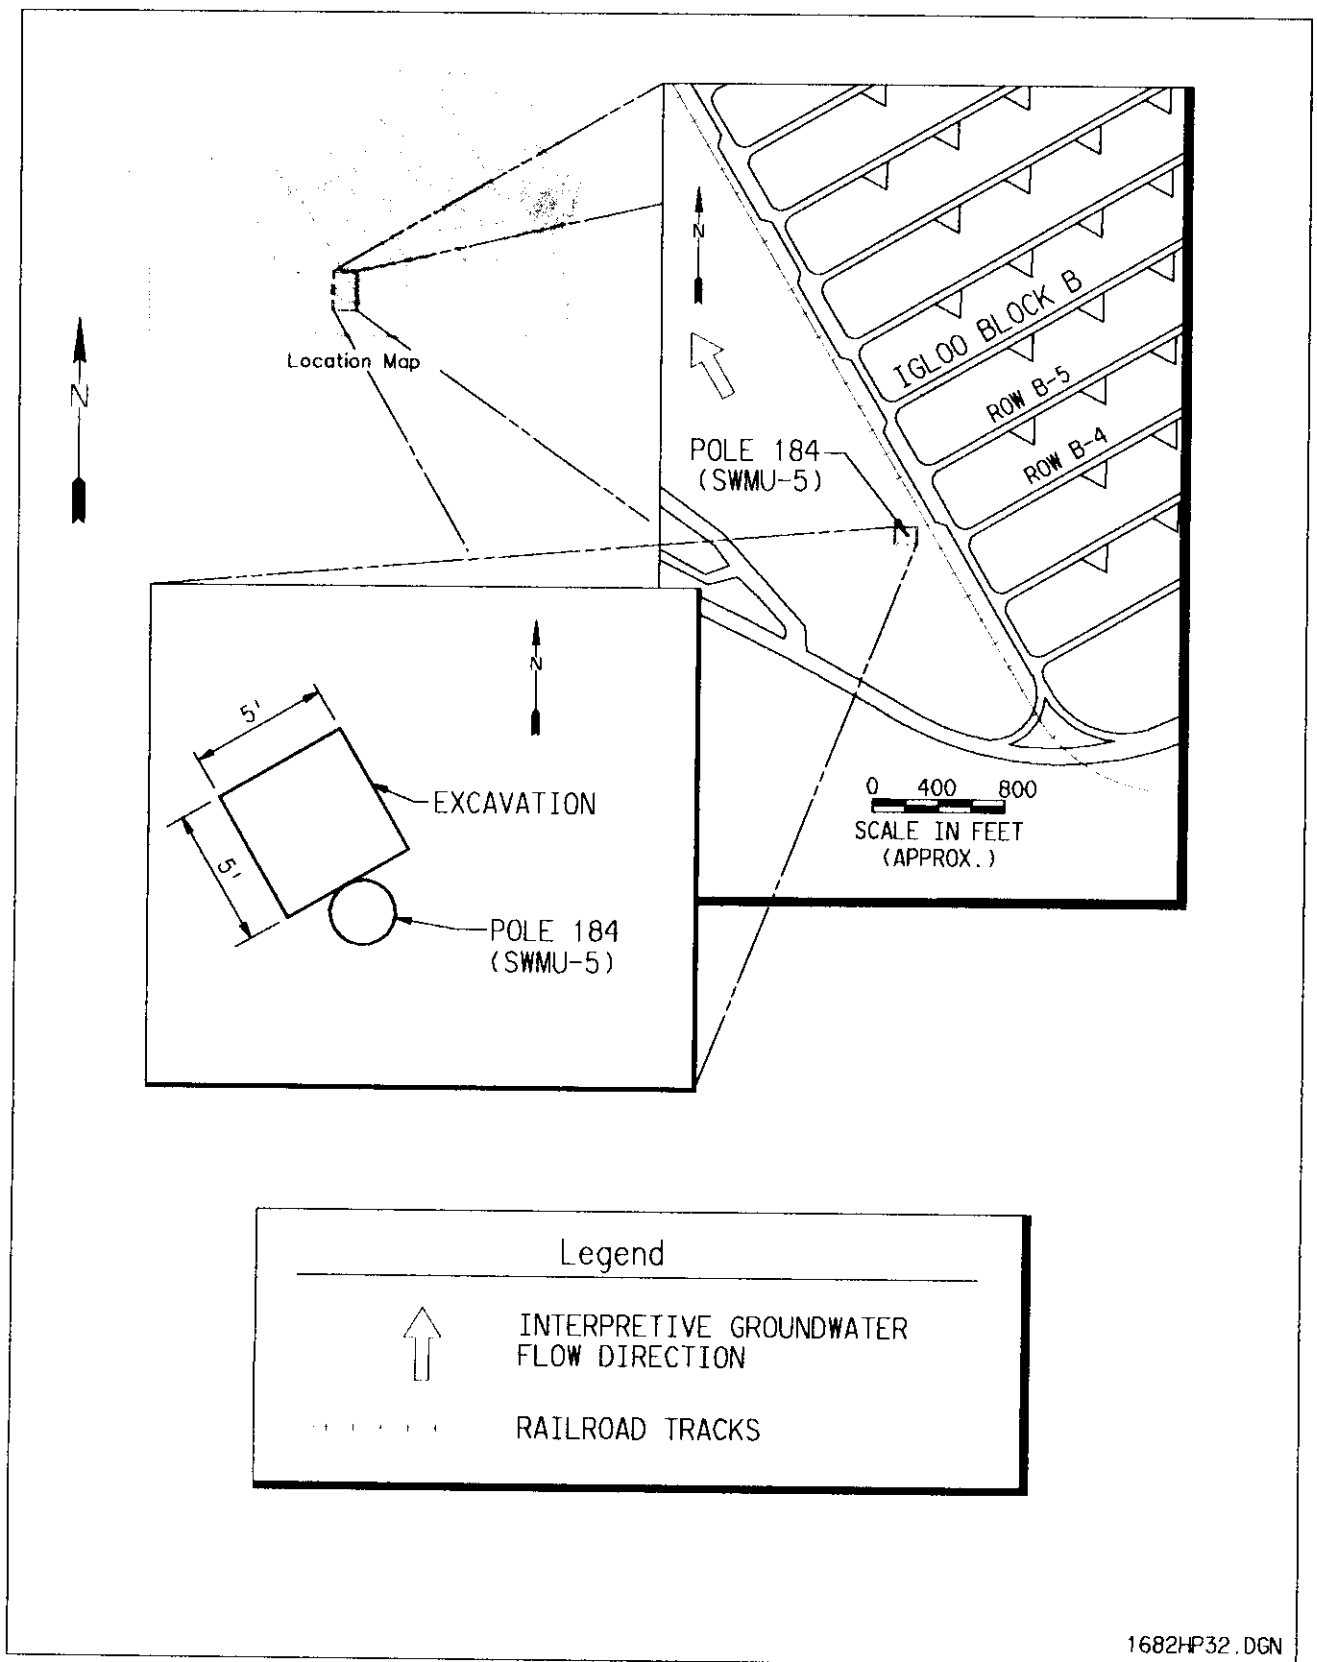 N
IGLOO BLOCK B
N
ROW B-5
Location Map
N
ROW B-4
POLE 184
(SWMU-5)
N
5'
0 400 800
SCALE IN FEET
(APPROX.)
EXCAVATION
5'
POLE 184
(SWMU-5)
Legend
INTERPRETIVE GROUNDWATER
FLOW DIRECTION
RAILROAD TRACKS
1682HP32.DGN